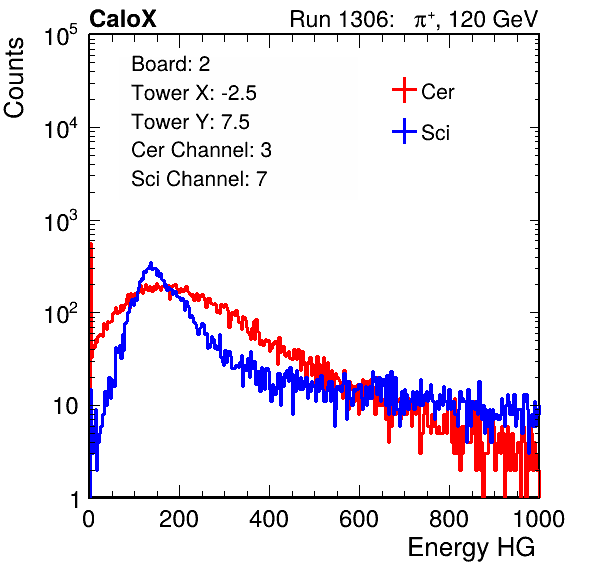 CaloX Run 1306: π⁺, 120 GeV
Counts
Board: 2
Tower X: -2.5
Tower Y: 7.5
Cer Channel: 3
Sci Channel: 7
Cer
Sci
10⁵
10⁴
10³
10²
10
1
0 200 400 600 800 1000
Energy HG